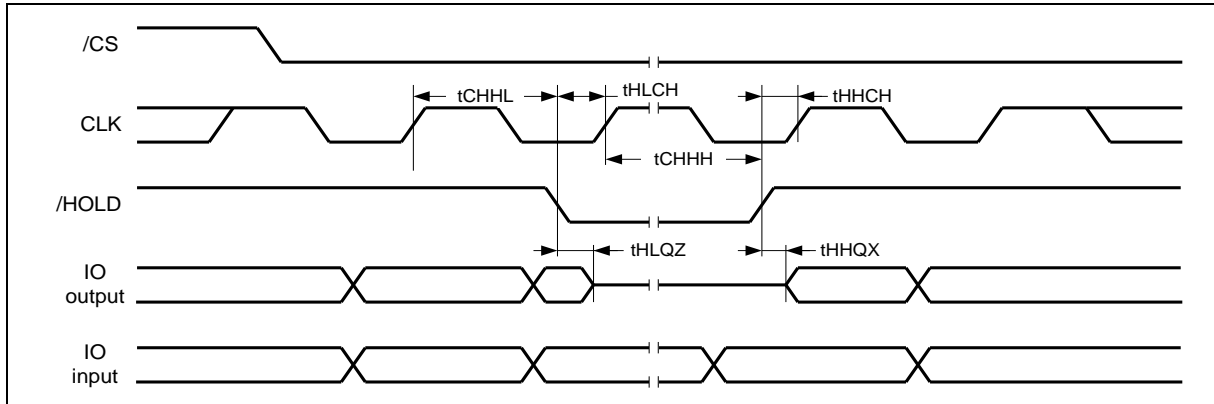 /CS
tCHHL
tHLCH
tHHCH
CLK
tCHHH
/HOLD
tHLQZ
tHHQX
IO
output
IO
input